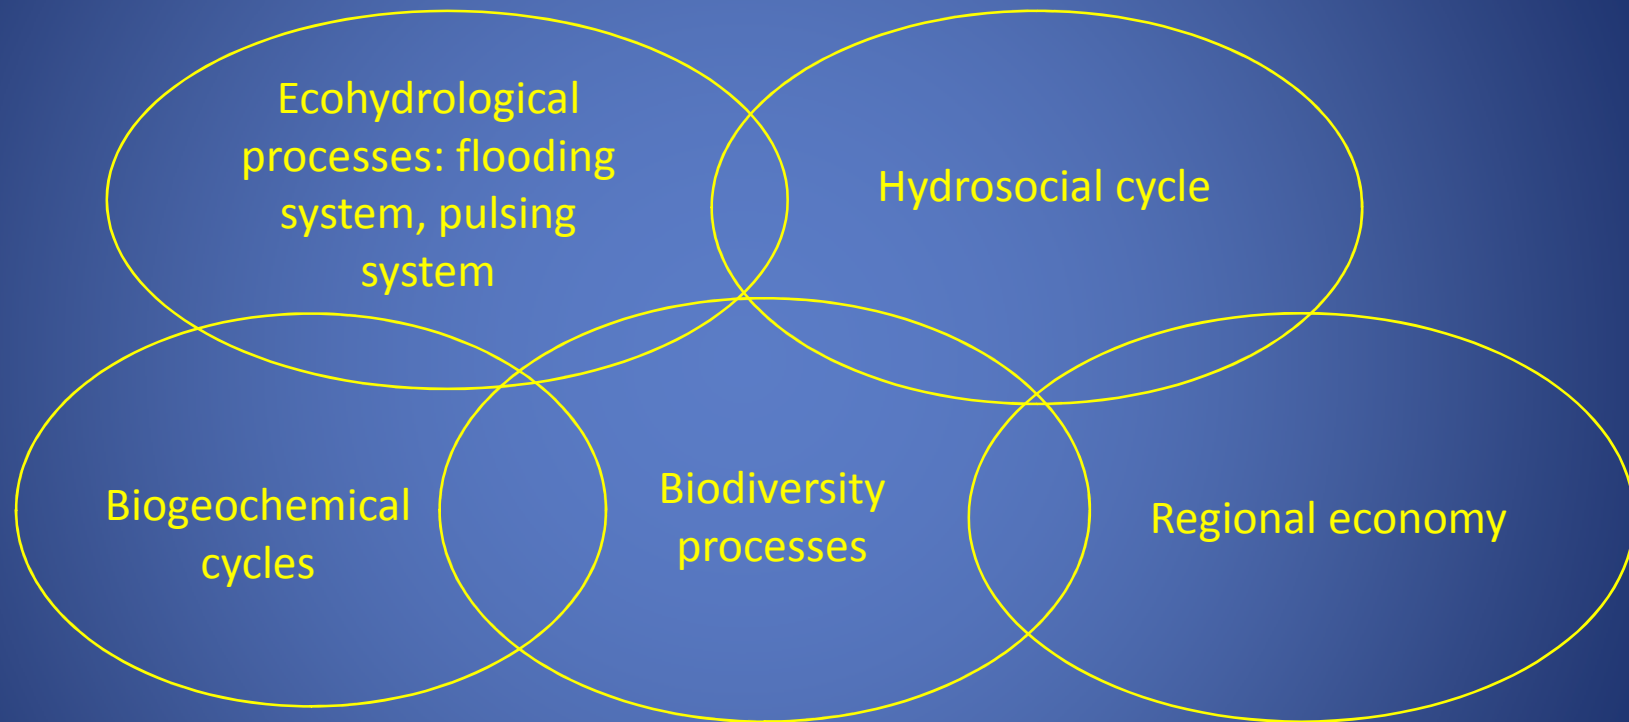 Ecohydrological
processes: flooding
system, pulsing
system
Hydrosocial cycle
Biogeochemical
cycles
Biodiversity
processes
Regional economy